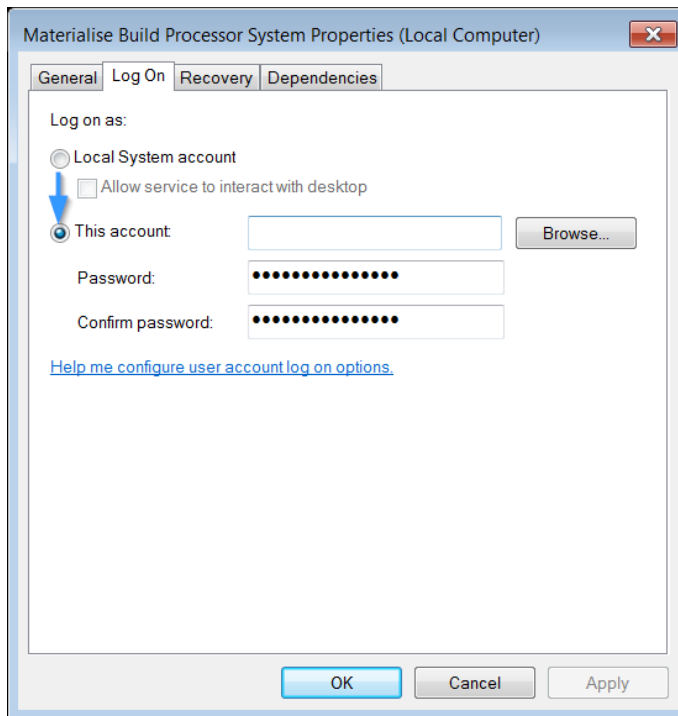 Materialise Build Processor System Properties (Local Computer)
General Log On Recovery Dependencies
Log on as:
Local System account
Allow service to interact with desktop
This account: Browse...
Password: •••••••••••••••
Confirm password: •••••••••••••••
Help me configure user account log on options.
OK Cancel Apply